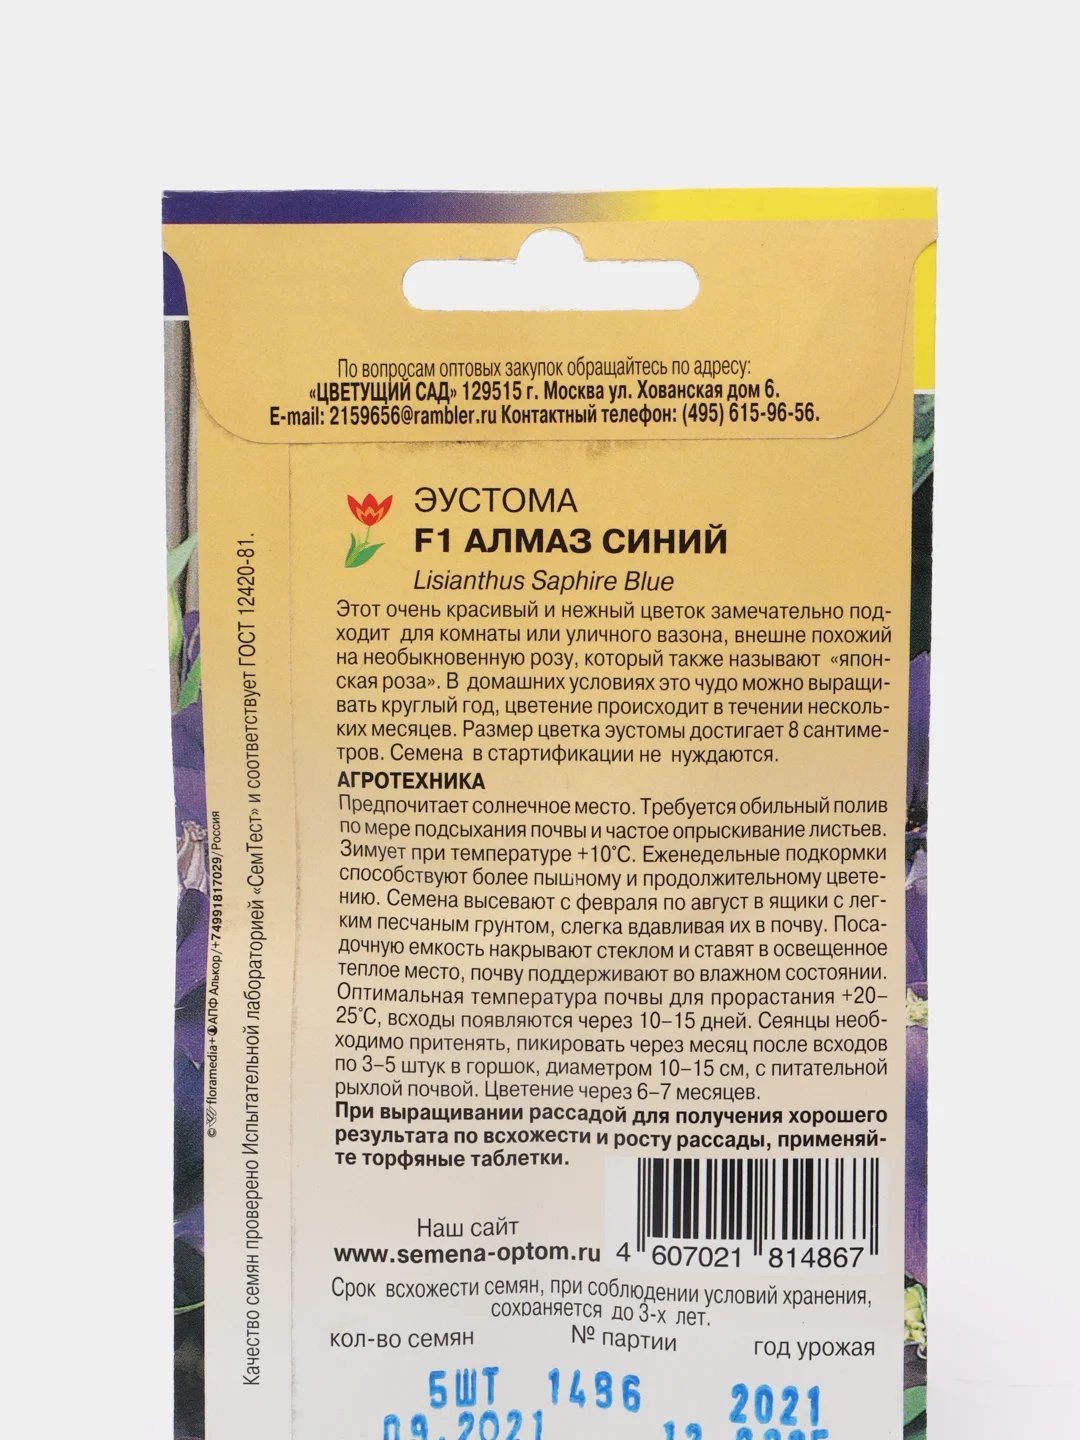 По вопросам оптовых закупок обращайтесь по адресу:
«ЦВЕТУЩИЙ САД» 129515 г. Москва ул. Хованская дом 6.
E-mail: 2159656@rambler.ru Контактный телефон: (495) 615-96-56.
ЭУСТОМА
F1 АЛМАЗ СИНИЙ
Lisianthus Saphire Blue
Этот очень красивый и нежный цветок замечательно под-
ходит для комнаты или уличного вазона, внешне похожий
на необыкновенную розу, который также называют «япон-
ская роза». В домашних условиях это чудо можно выращи-
вать круглый год, цветение происходит в течении несколь-
ких месяцев. Размер цветка эустомы достигает 8 сантиме-
тров. Семена в стартификации не нуждаются.
АГРОТЕХНИКА
Предпочитает солнечное место. Требуется обильный полив
по мере подсыхания почвы и частое опрыскивание листьев.
Зимует при температуре +10°С. Еженедельные подкормки
способствуют более пышному и продолжительному цвете-
нию. Семена высевают с февраля по август в ящики с лег-
ким песчаным грунтом, слегка вдавливая их в почву. Поса-
дочную емкость накрывают стеклом и ставят в освещенное
теплое место, почву поддерживают во влажном состоянии.
Оптимальная температура почвы для прорастания +20–
25°С, всходы появляются через 10–15 дней. Сеянцы необ-
ходимо притенять, пикировать через месяц после всходов
по 3–5 штук в горшок, диаметром 10–15 см, с питательной
рыхлой почвой. Цветение через 6–7 месяцев.
При выращивании рассадой для получения хорошего
результата по всхожести и росту рассады, применяй-
те торфяные таблетки.
Наш сайт
www.semena-optom.ru
4 607021 814867
Срок всхожести семян, при соблюдении условий хранения,
сохраняется до 3-х лет.
кол-во семян № партии год урожая
5ШТ 1496 2021
09.2021
Качество семян проверено Испытательной лабораторией «СемТест» и соответствует ГОСТ 12420-81.
© floramedia+ АПФ Алькор/+74991817029/Россия